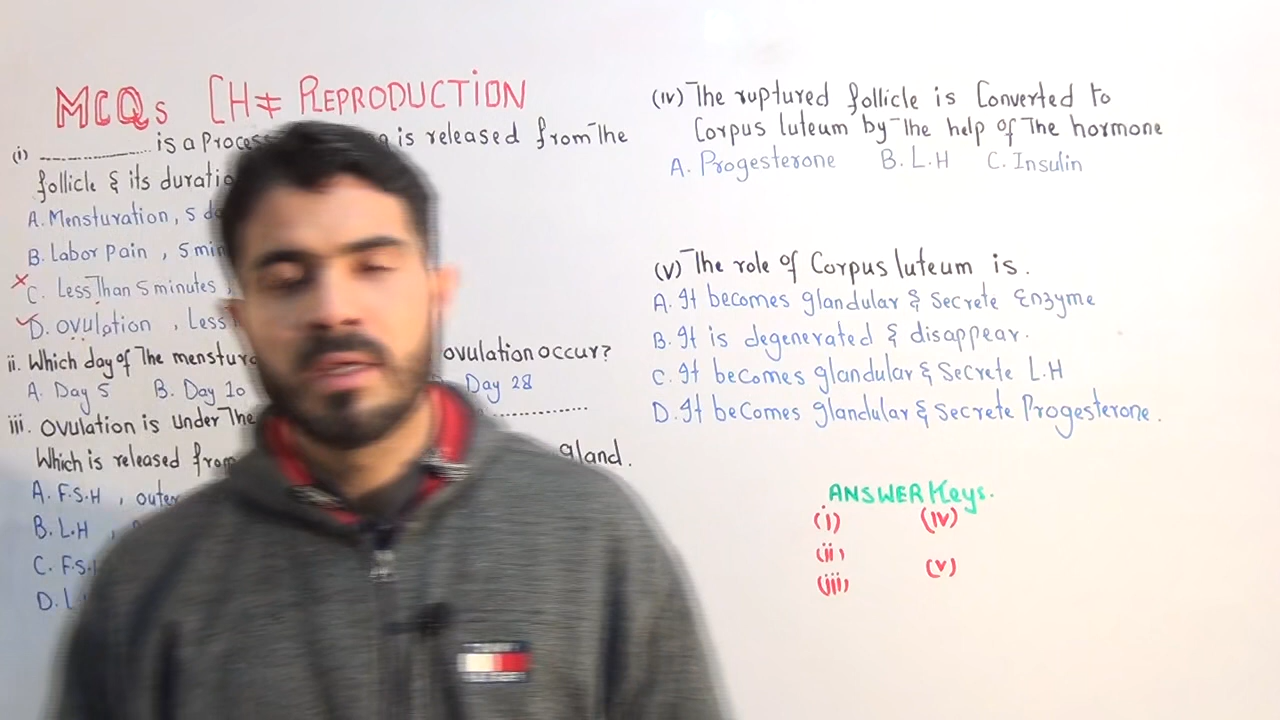 MCQs CH≠ REPRODUCTION
(i) ............ is a Proces is released from The
follicle & its duratio
A. Mensturation, 5 d
B. Labor Pain , 5 min
C. Less Than 5 minutes ,
D. ovulation , Less
ii. Which day of The menstur ovulation occur?
A. Day 5 B. Day 10 Day 28
iii. ovulation is under The ............
Which is released from gland.
A. F.S.H , outer
B. L.H ,
C. F.S.H
D. L
(iv) The ruptured follicle is Converted to
Corpus luteum by The help of The hormone
A. Progesterone B. L.H C. Insulin
(v) The role of Corpus luteum is.
A. It becomes glandular & Secrete Enzyme
B. It is degenerated & disappear.
C. It becomes glandular & Secrete L.H
D. It becomes glandular & Secrete Progesterone.
ANSWER Keys.
(i) (iv)
(ii)
(v)
(iii)